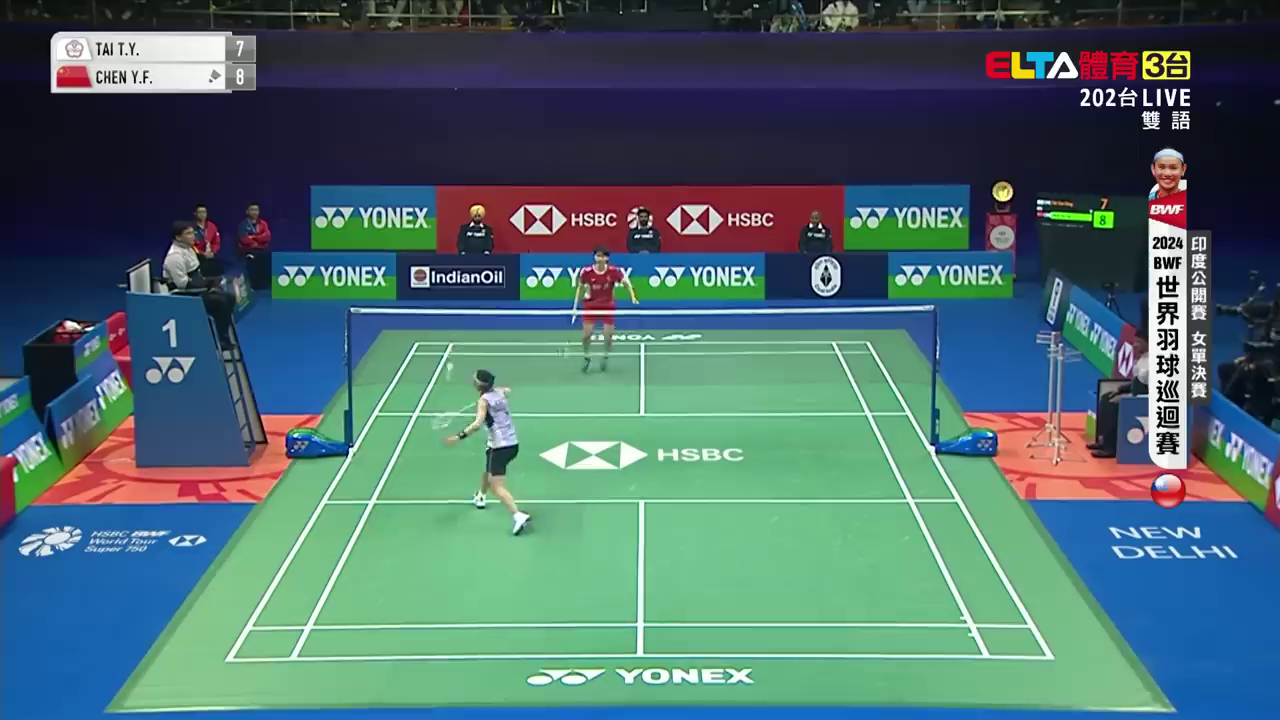 TAI T.Y. 7
CHEN Y.F. 8
ELTA體育3台
202台LIVE
雙語
BWF
2024
BWF
世界羽球巡迴賽
印度公開賽 女單決賽
YONEX
HSBC
HSBC
YONEX
7
8
YONEX
IndianOil
YONEX
YONEX
YONEX
YONEX
1
HSBC
HSBC BWF
World Tour
Super 750
NEW
DELHI
YONEX
YONEX
YONEX